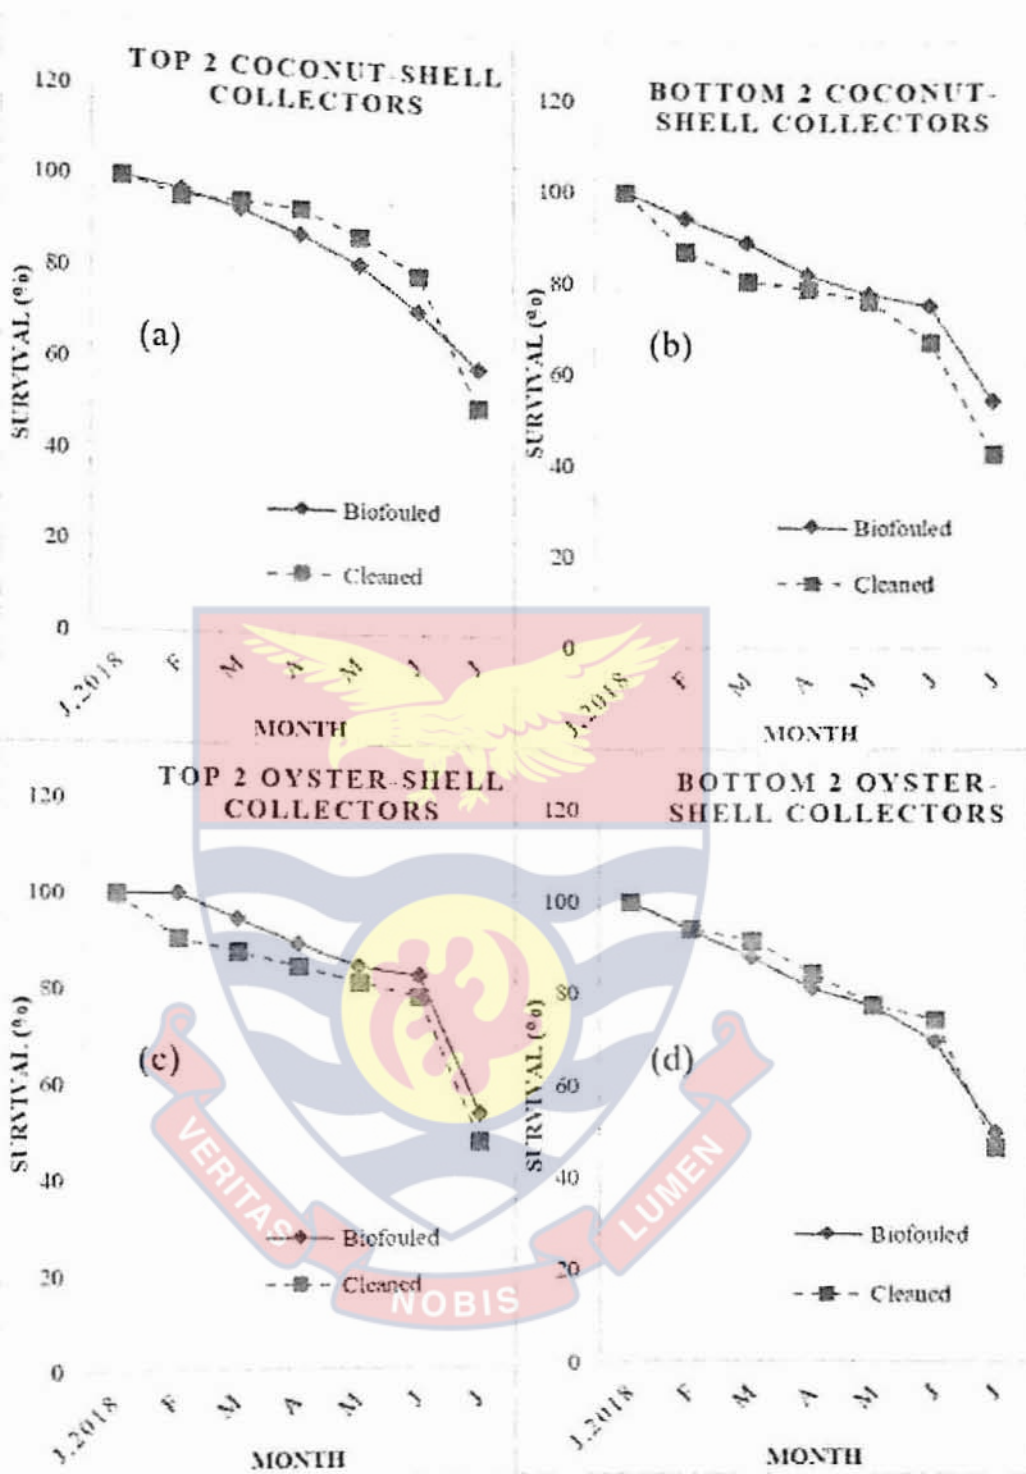 TOP 2 COCONUT-SHELL
COLLECTORS
120
100
80
60
40
20
0
SURVIVAL (%)
(a)
Biofouled
Cleaned
J,2018 F M A M J J
MONTH
BOTTOM 2 COCONUT-
SHELL COLLECTORS
120
100
80
60
40
20
0
SURVIVAL (%)
(b)
Biofouled
Cleaned
J,2018 F M A M J J
MONTH
TOP 2 OYSTER-SHELL
COLLECTORS
120
100
80
60
40
20
0
SURVIVAL (%)
(c)
Biofouled
Cleaned
J,2018 F M A M J J
MONTH
BOTTOM 2 OYSTER-
SHELL COLLECTORS
120
100
80
60
40
20
0
SURVIVAL (%)
(d)
Biofouled
Cleaned
J,2018 F M A M J J
MONTH
VERITAS
NOBIS
LUMEN